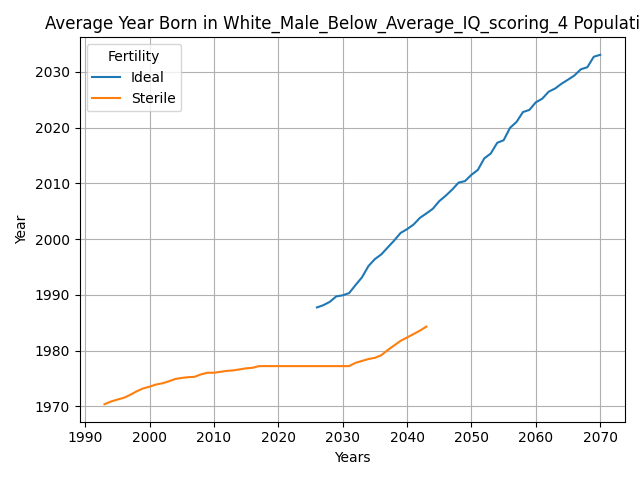 Average Year Born in White_Male_Below_Average_IQ_scoring_4 Populati
Fertility
Ideal
Sterile
2030
2020
2010
2000
1990
1980
1970
Year
1990 2000 2010 2020 2030 2040 2050 2060 2070
Years